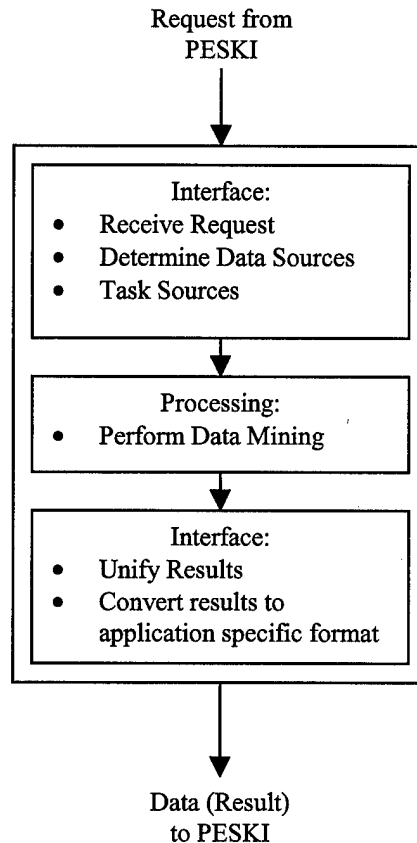 Request from
PESKI
Interface:
• Receive Request
• Determine Data Sources
• Task Sources
Processing:
• Perform Data Mining
Interface:
• Unify Results
• Convert results to
application specific format
Data (Result)
to PESKI